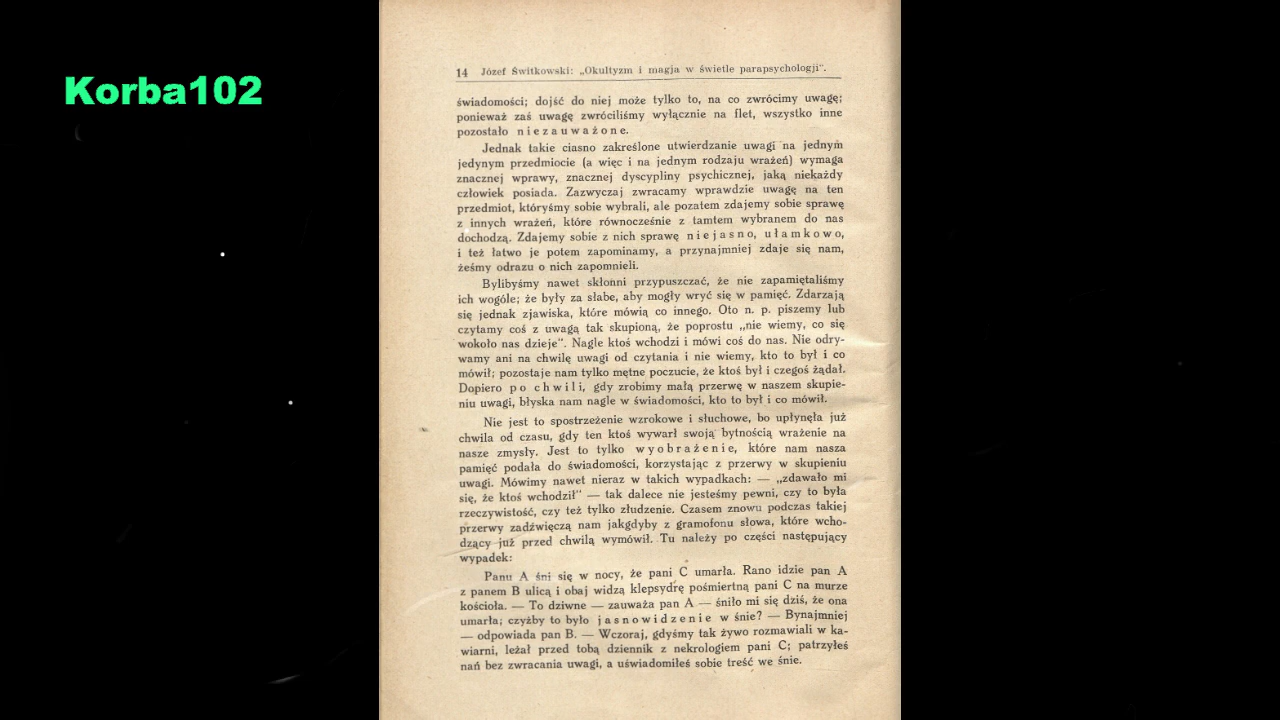 Korba102
14 Józef Świtkowski: „Okultyzm i magja w świetle parapsychologji".
świadomości; dojść do niej może tylko to, na co zwrócimy uwagę;
ponieważ zaś uwagę zwróciliśmy wyłącznie na flet, wszystko inne
pozostało niezauważone.
Jednak takie ciasno zakreślone utwierdzanie uwagi na jednym
jedynym przedmiocie (a więc i na jednym rodzaju wrażeń) wymaga
znacznej wprawy, znacznej dyscypliny psychicznej, jaką niekażdy
człowiek posiada. Zazwyczaj zwracamy wprawdzie uwagę na ten
przedmiot, któryśmy sobie wybrali, ale pozatem zdajemy sobie sprawę
z innych wrażeń, które równocześnie z tamtem wybranem do nas
dochodzą. Zdajemy sobie z nich sprawę niejasno, ułamkowo,
i też łatwo je potem zapominamy, a przynajmniej zdaje się nam,
żeśmy odrazu o nich zapomnieli.
Bylibyśmy nawet skłonni przypuszczać, że nie zapamiętaliśmy
ich wogóle; że były za słabe, aby mogły wryć się w pamięć. Zdarzają
się jednak zjawiska, które mówią co innego. Oto n. p. piszemy lub
czytamy coś z uwagą tak skupioną, że poprostu „nie wiemy, co się
wokoło nas dzieje". Nagle ktoś wchodzi i mówi coś do nas. Nie odry-
wamy ani na chwilę uwagi od czytania i nie wiemy, kto to był i co
mówił; pozostaje nam tylko mętne poczucie, że ktoś był i czegoś żądał.
Dopiero po chwili, gdy zrobimy małą przerwę w naszem skupie-
niu uwagi, błyska nam nagle w świadomości, kto to był i co mówił.
Nie jest to spostrzeżenie wzrokowe i słuchowe, bo upłynęła już
chwila od czasu, gdy ten ktoś wywarł swoją bytnością wrażenie na
nasze zmysły. Jest to tylko wyobrażenie, które nam nasza
pamięć podała do świadomości, korzystając z przerwy w skupieniu
uwagi. Mówimy nawet nieraz w takich wypadkach: — „zdawało mi
się, że ktoś wchodził" — tak dalece nie jesteśmy pewni, czy to była
rzeczywistość, czy też tylko złudzenie. Czasem znowu podczas takiej
przerwy zadźwięczą nam jakgdyby z gramofonu słowa, które wcho-
dzący już przed chwilą wymówił. Tu należy po części następujący
wypadek:
Panu A śni się w nocy, że pani C umarła. Rano idzie pan A
z panem B ulicą i obaj widzą klepsydrę pośmiertną pani C na murze
kościoła. — To dziwne — zauważa pan A — śniło mi się dziś, że ona
umarła; czyżby to było jasnowidzenie w śnie? — Bynajmniej
— odpowiada pan B. — Wczoraj, gdyśmy tak żywo rozmawiali w ka-
wiarni, leżał przed tobą dziennik z nekrologiem pani C; patrzyłeś
nań bez zwracania uwagi, a uświadomiłeś sobie treść we śnie.